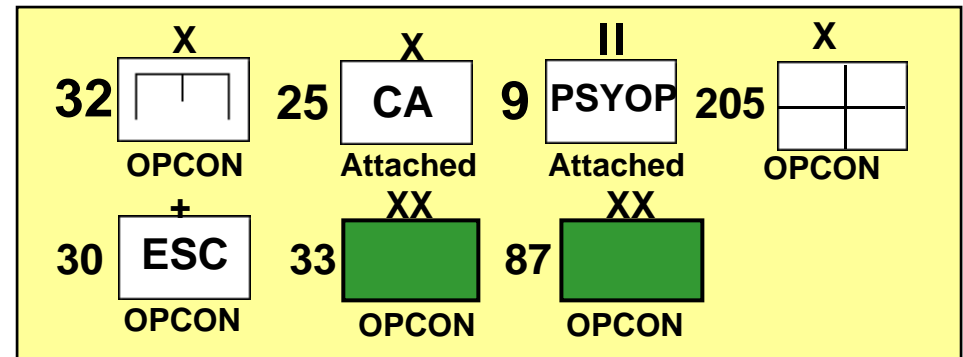 X X II X
32 25 CA 9 PSYOP 205
OPCON Attached Attached OPCON
+ XX XX
30 ESC 33 87
OPCON OPCON OPCON